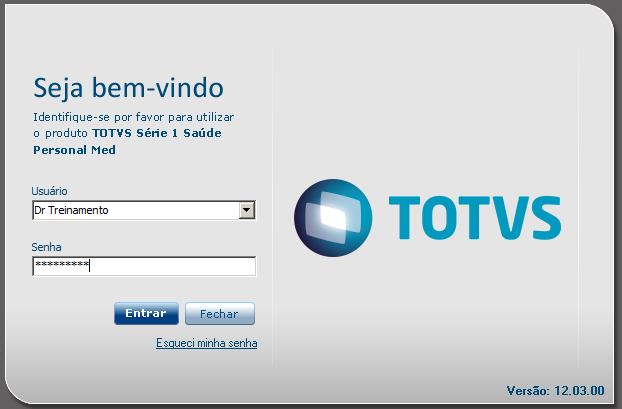 Seja bem-vindo
Identifique-se por favor para utilizar
o produto TOTVS Série 1 Saúde
Personal Med
Usuário
Dr Treinamento
Senha
*********
Entrar
Fechar
Esqueci minha senha
TOTVS
Versão: 12.03.00